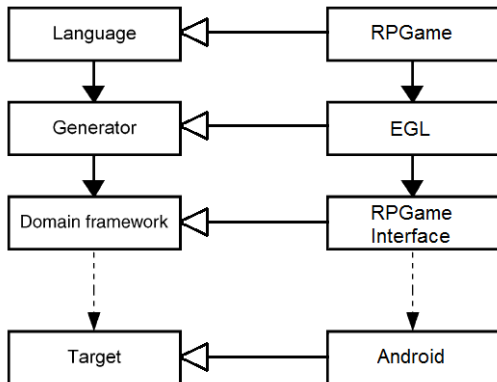 Language
RPGame
Generator
EGL
Domain framework
RPGame
Interface
Target
Android